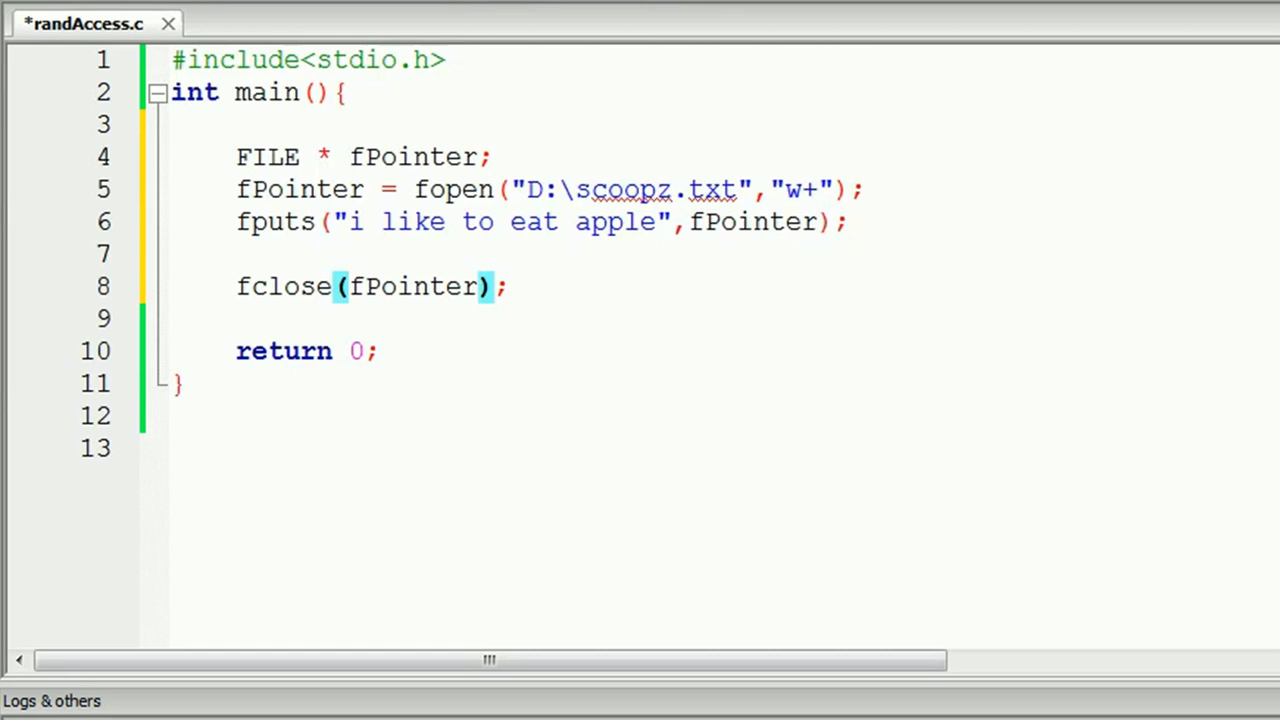 *randAccess.c
1 #include<stdio.h>
2 int main(){
3
4 FILE * fPointer;
5 fPointer = fopen("D:\scoopz.txt","w+");
6 fputs("i like to eat apple",fPointer);
7
8 fclose(fPointer);
9
10 return 0;
11 }
12
13
Logs & others